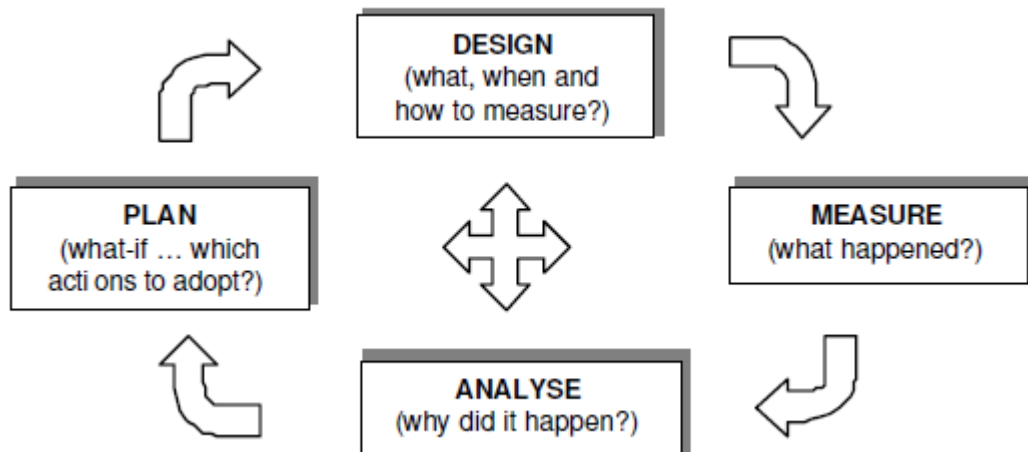 DESIGN
(what, when and
how to measure?)
PLAN
(what-if ... which
acti ons to adopt?)
MEASURE
(what happened?)
ANALYSE
(why did it happen?)